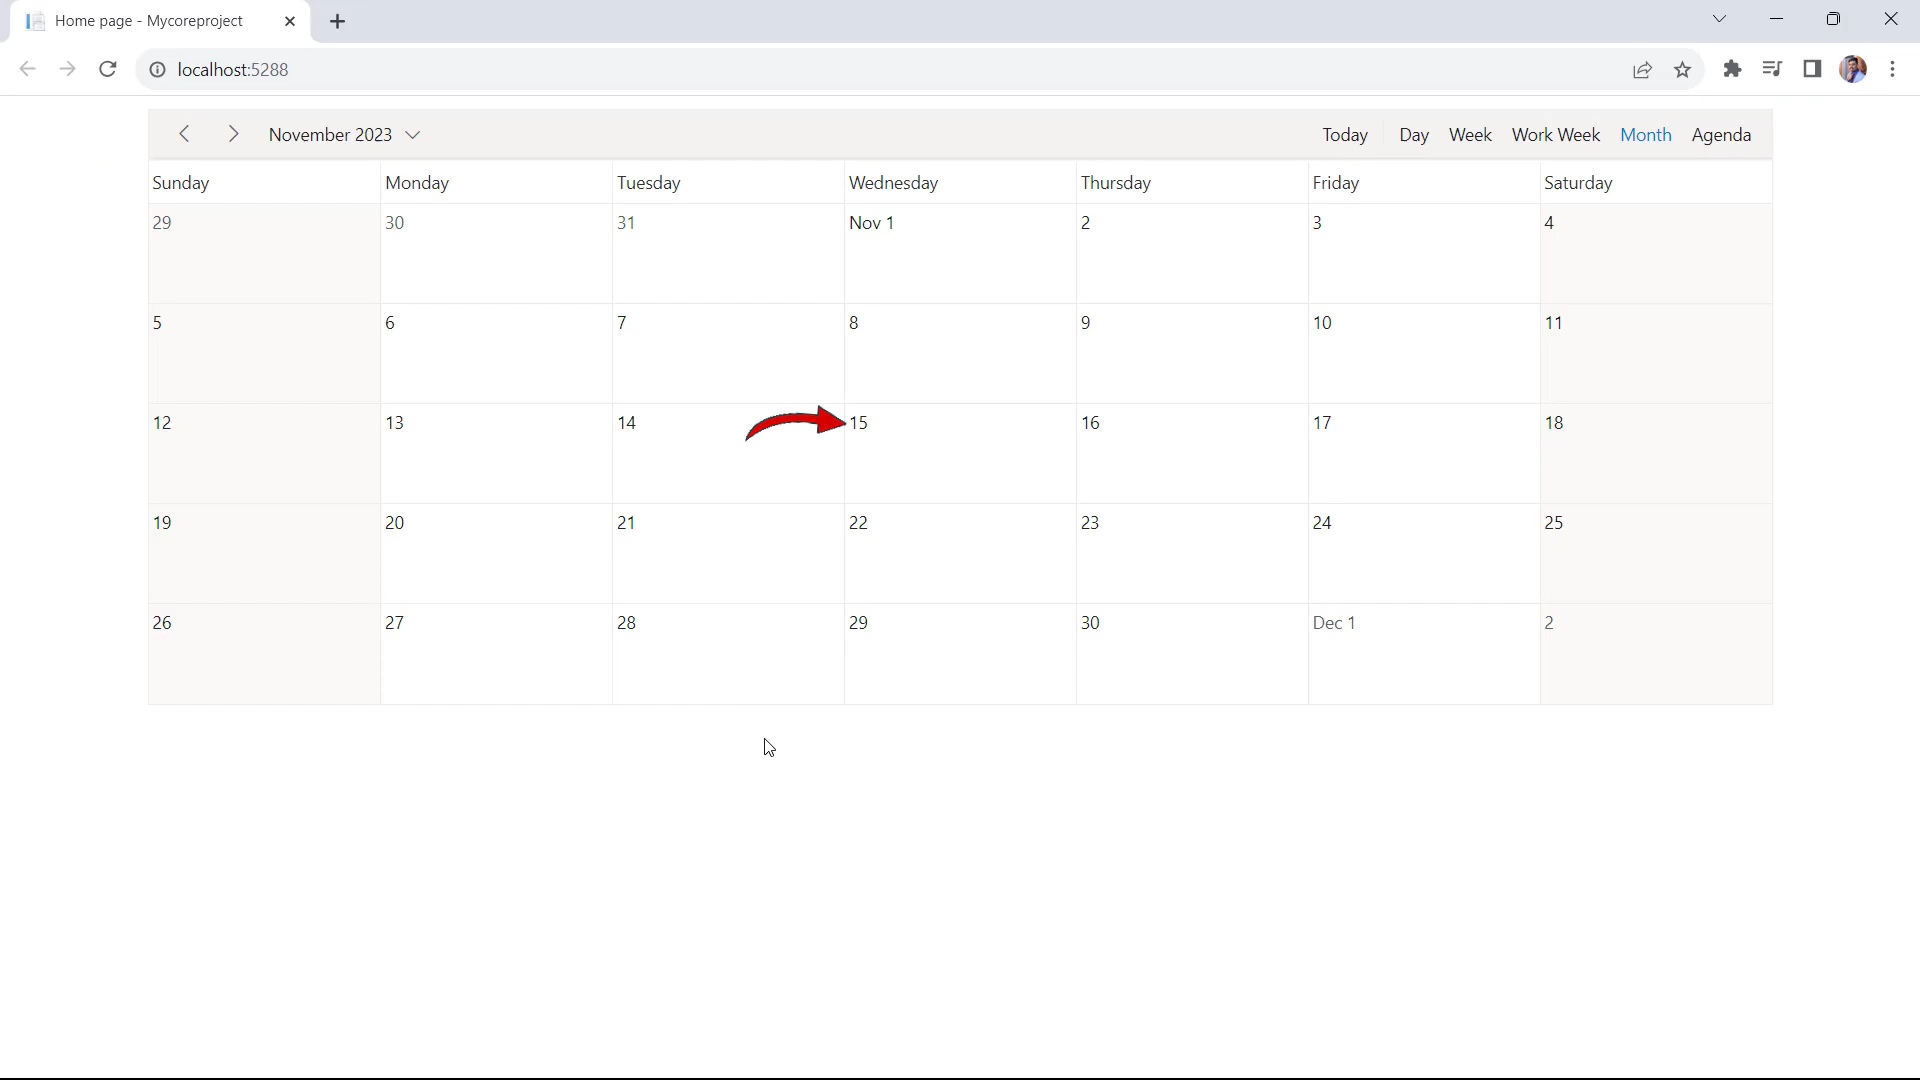 Home page - Mycoreproject
localhost:5288
November 2023 Today Day Week Work Week Month Agenda
Sunday Monday Tuesday Wednesday Thursday Friday Saturday
29 30 31 Nov 1 2 3 4
5 6 7 8 9 10 11
12 13 14 15 16 17 18
19 20 21 22 23 24 25
26 27 28 29 30 Dec 1 2